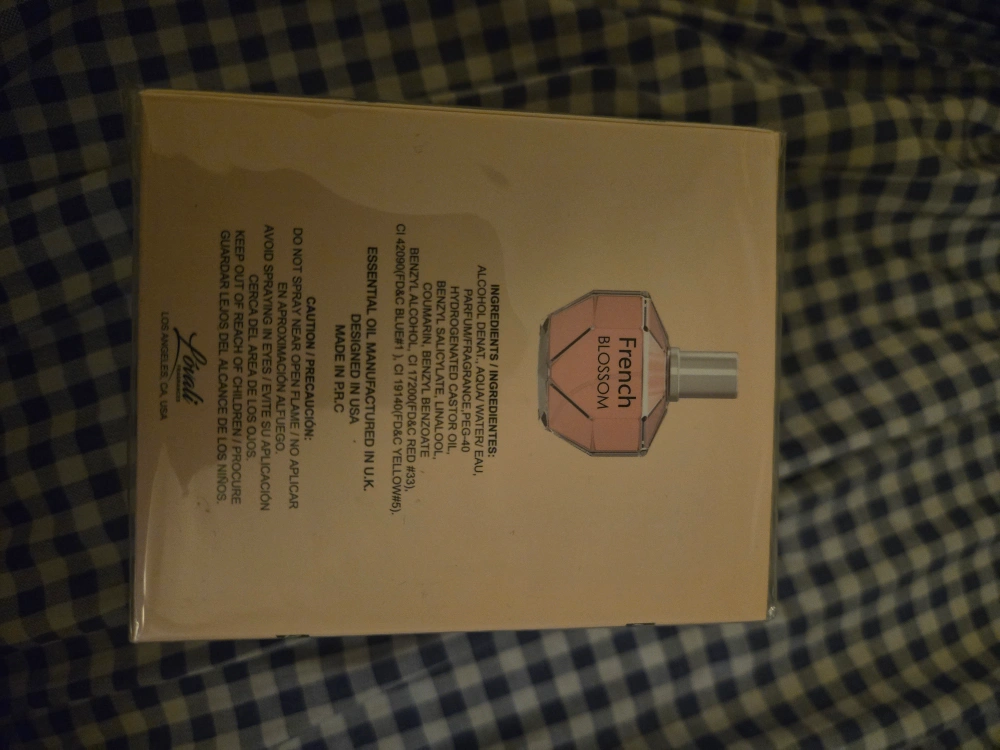 French
BLOSSOM
INGREDIENTS / INGREDIENTES:
ALCOHOL DENAT., AQUA/ WATER/ EAU,
PARFUM/FRAGRANCE,PEG-40
HYDROGENATED CASTOR OIL,
BENZYL SALICYLATE, LINALOOL,
COUMARIN, BENZYL BENZOATE
BENZYL ALCOHOL, CI 17200(FD&C RED #33),
CI 42090(FD&C BLUE#1 ), CI 19140(FD&C YELLOW#5).
ESSENTIAL OIL MANUFACTURED IN U.K.
DESIGNED IN USA
MADE IN P.R.C
CAUTION / PRECAUCIÓN:
DO NOT SPRAY NEAR OPEN FLAME / NO APLICAR
EN APROXIMACIÓN AL FUEGO.
AVOID SPRAYING IN EYES / EVITE SU APLICACIÓN
CERCA DEL AREA DE LOS OJOS.
KEEP OUT OF REACH OF CHILDREN / PROCURE
GUARDAR LEJOS DEL ALCANCE DE LOS NIÑOS.
Lovali
LOS ANGELES, CA, USA